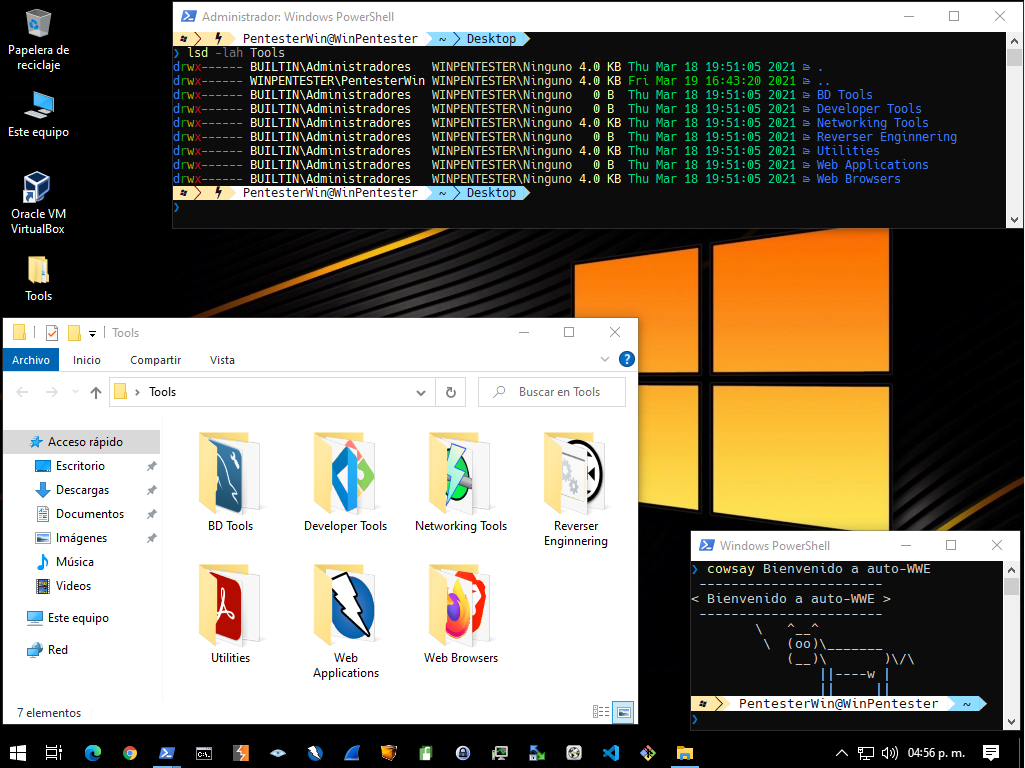 Papelera de
reciclaje
Este equipo
Oracle VM
VirtualBox
Tools
Administrador: Windows PowerShell
PentesterWin@WinPentester ~ Desktop
❯ lsd -lah Tools
drwx------ BUILTIN\Administradores WINPENTESTER\Ninguno 4.0 KB Thu Mar 18 19:51:05 2021 .
drwx------ WINPENTESTER\PentesterWin WINPENTESTER\Ninguno 4.0 KB Fri Mar 19 16:43:20 2021 ..
drwx------ BUILTIN\Administradores WINPENTESTER\Ninguno 0 B Thu Mar 18 19:51:05 2021 BD Tools
drwx------ BUILTIN\Administradores WINPENTESTER\Ninguno 0 B Thu Mar 18 19:51:05 2021 Developer Tools
drwx------ BUILTIN\Administradores WINPENTESTER\Ninguno 4.0 KB Thu Mar 18 19:51:05 2021 Networking Tools
drwx------ BUILTIN\Administradores WINPENTESTER\Ninguno 0 B Thu Mar 18 19:51:05 2021 Reverser Enginnering
drwx------ BUILTIN\Administradores WINPENTESTER\Ninguno 4.0 KB Thu Mar 18 19:51:05 2021 Utilities
drwx------ BUILTIN\Administradores WINPENTESTER\Ninguno 0 B Thu Mar 18 19:51:05 2021 Web Applications
drwx------ BUILTIN\Administradores WINPENTESTER\Ninguno 4.0 KB Thu Mar 18 19:51:05 2021 Web Browsers
PentesterWin@WinPentester ~ Desktop
❯
Tools
Archivo Inicio Compartir Vista
Tools
Buscar en Tools
Acceso rápido
Escritorio
Descargas
Documentos
Imágenes
Música
Videos
Este equipo
Red
BD Tools
Developer Tools
Networking Tools
Reverser
Enginnering
Utilities
Web
Applications
Web Browsers
7 elementos
Windows PowerShell
❯ cowsay Bienvenido a auto-WWE
-----------------------
< Bienvenido a auto-WWE >
-----------------------
\ ^__^
\ (oo)\_______
(__)\ )\/\
||----w |
|| ||
PentesterWin@WinPentester ~
❯
04:56 p. m.